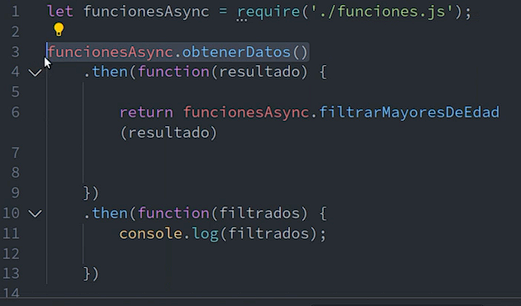 1 let funcionesAsync = require('./funciones.js');
2
3 funcionesAsync.obtenerDatos()
4 .then(function(resultado) {
5
6 return funcionesAsync.filtrarMayoresDeEdad
(resultado)
7
8
9 })
10 .then(function(filtrados) {
11 console.log(filtrados);
12
13 })
14